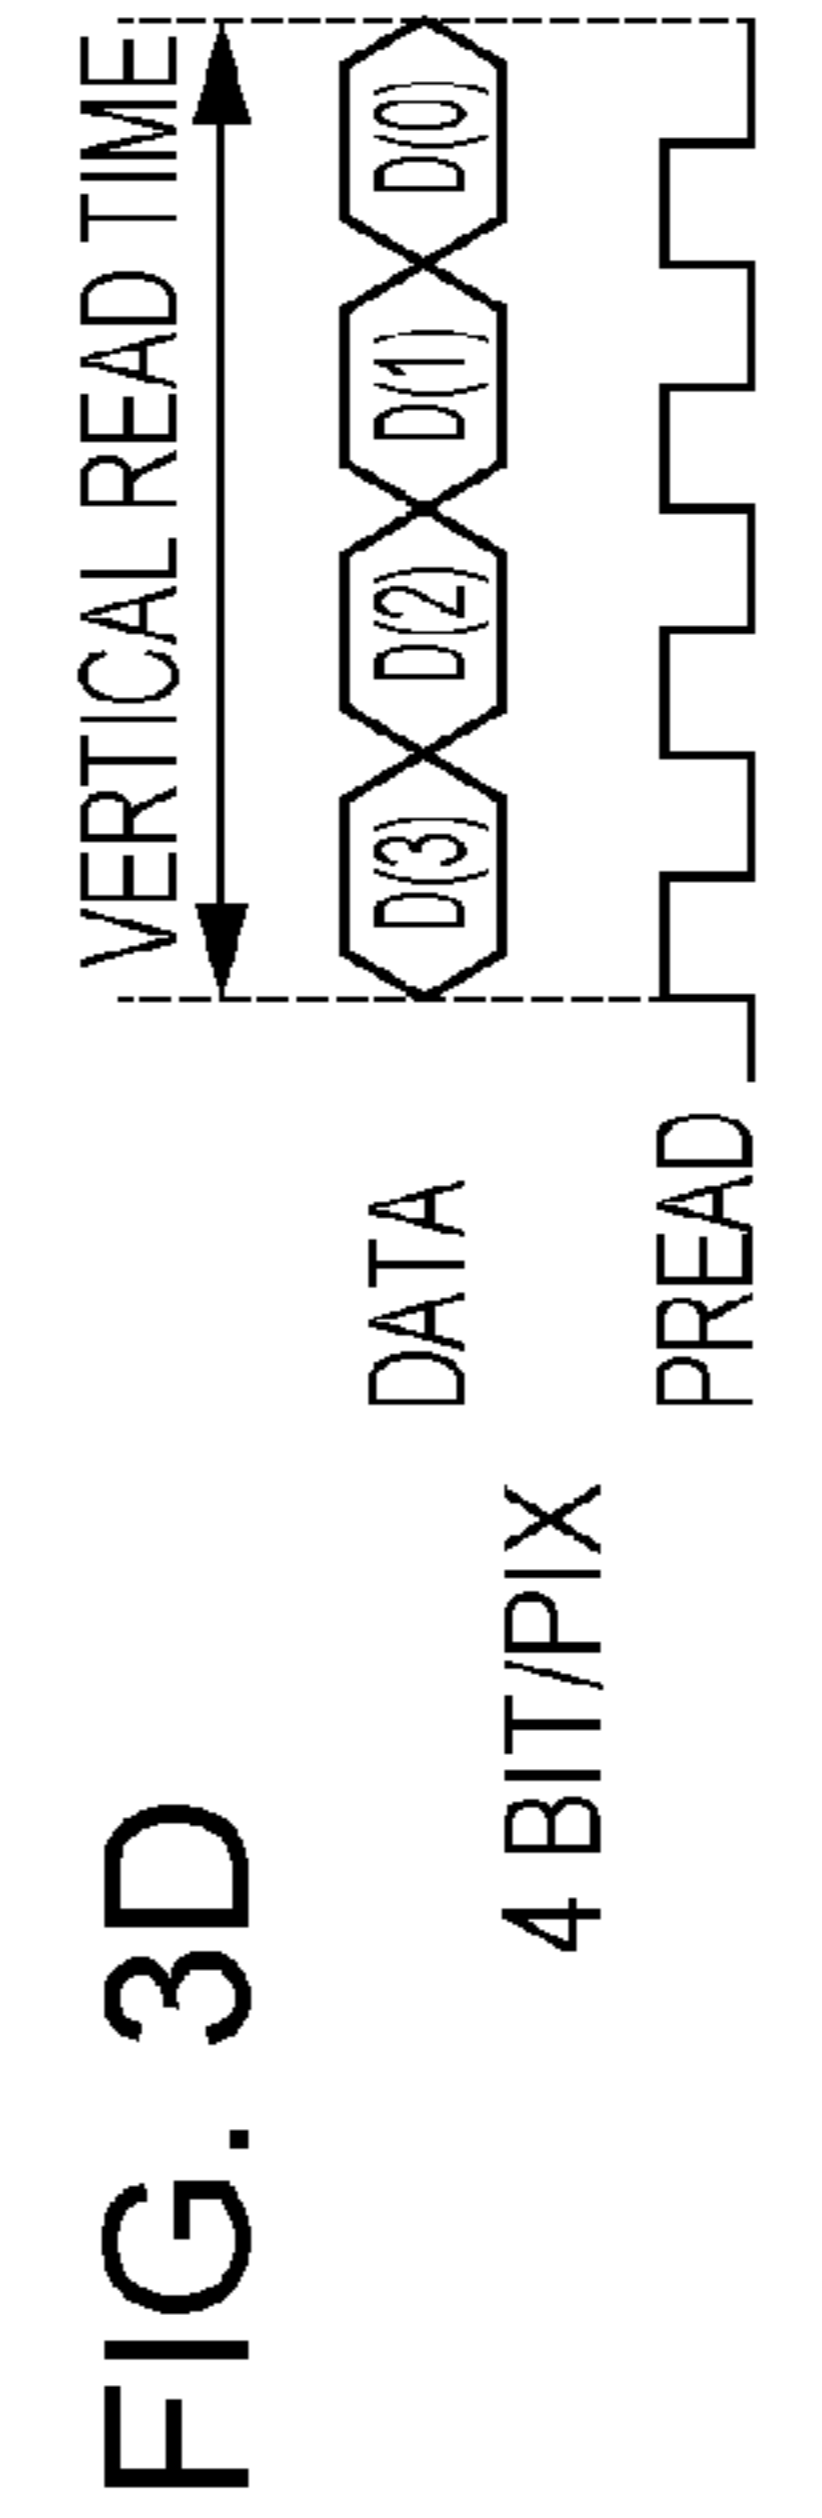 FIG. 3D
VERTICAL READ TIME
DATA D(3) D(2) D(1) D(0)
4 BIT/PIX
PREAD